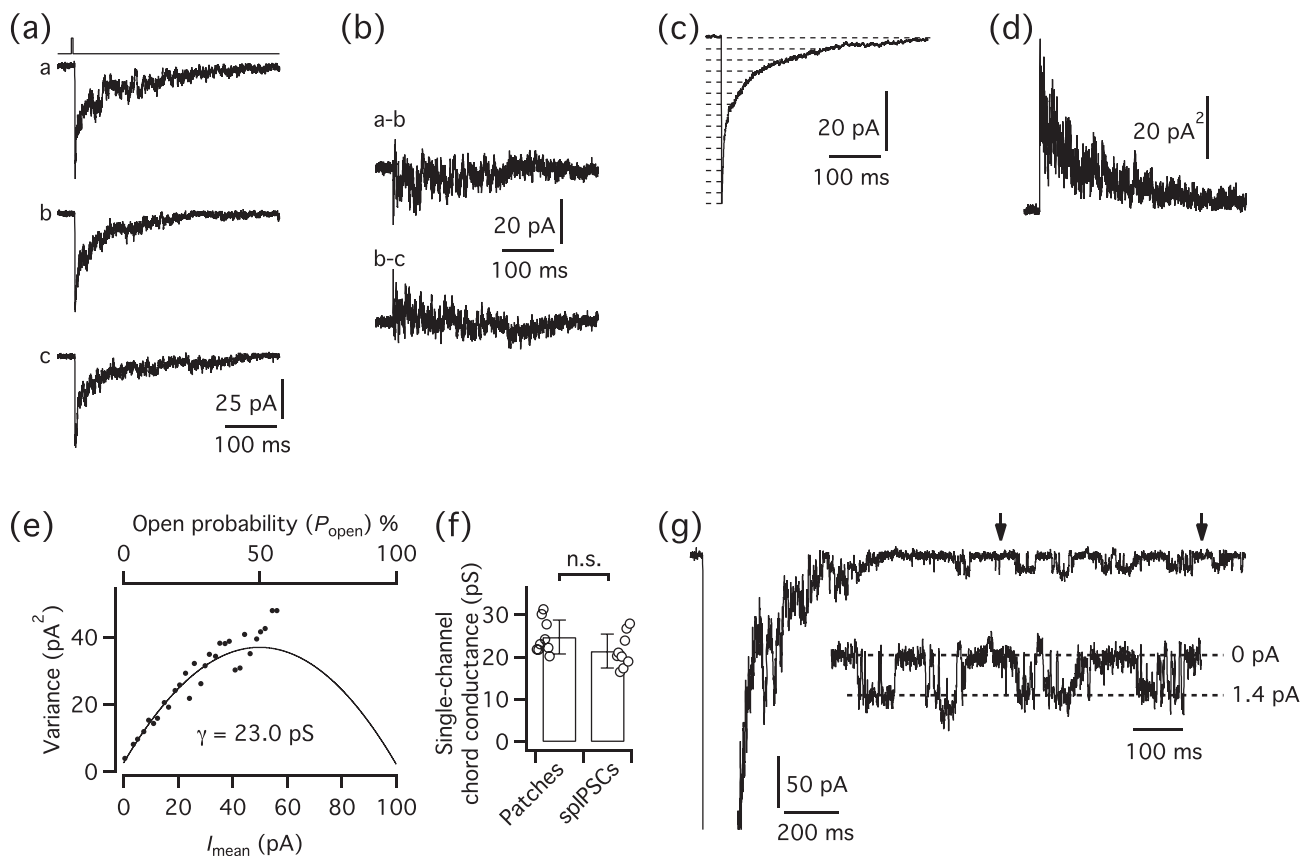 (a)
a
b
c
25 pA
100 ms
(b)
a-b
20 pA
100 ms
b-c
(c)
20 pA
100 ms
(d)
20 pA²
(e)
Open probability (Popen) %
0 50 100
Variance (pA²)
40
20
0
γ = 23.0 pS
0 20 40 60 80 100
Imean (pA)
(f)
n.s.
Single-channel
chord conductance (pS)
30
20
10
0
Patches
spIPSCs
(g)
0 pA
1.4 pA
100 ms
50 pA
200 ms